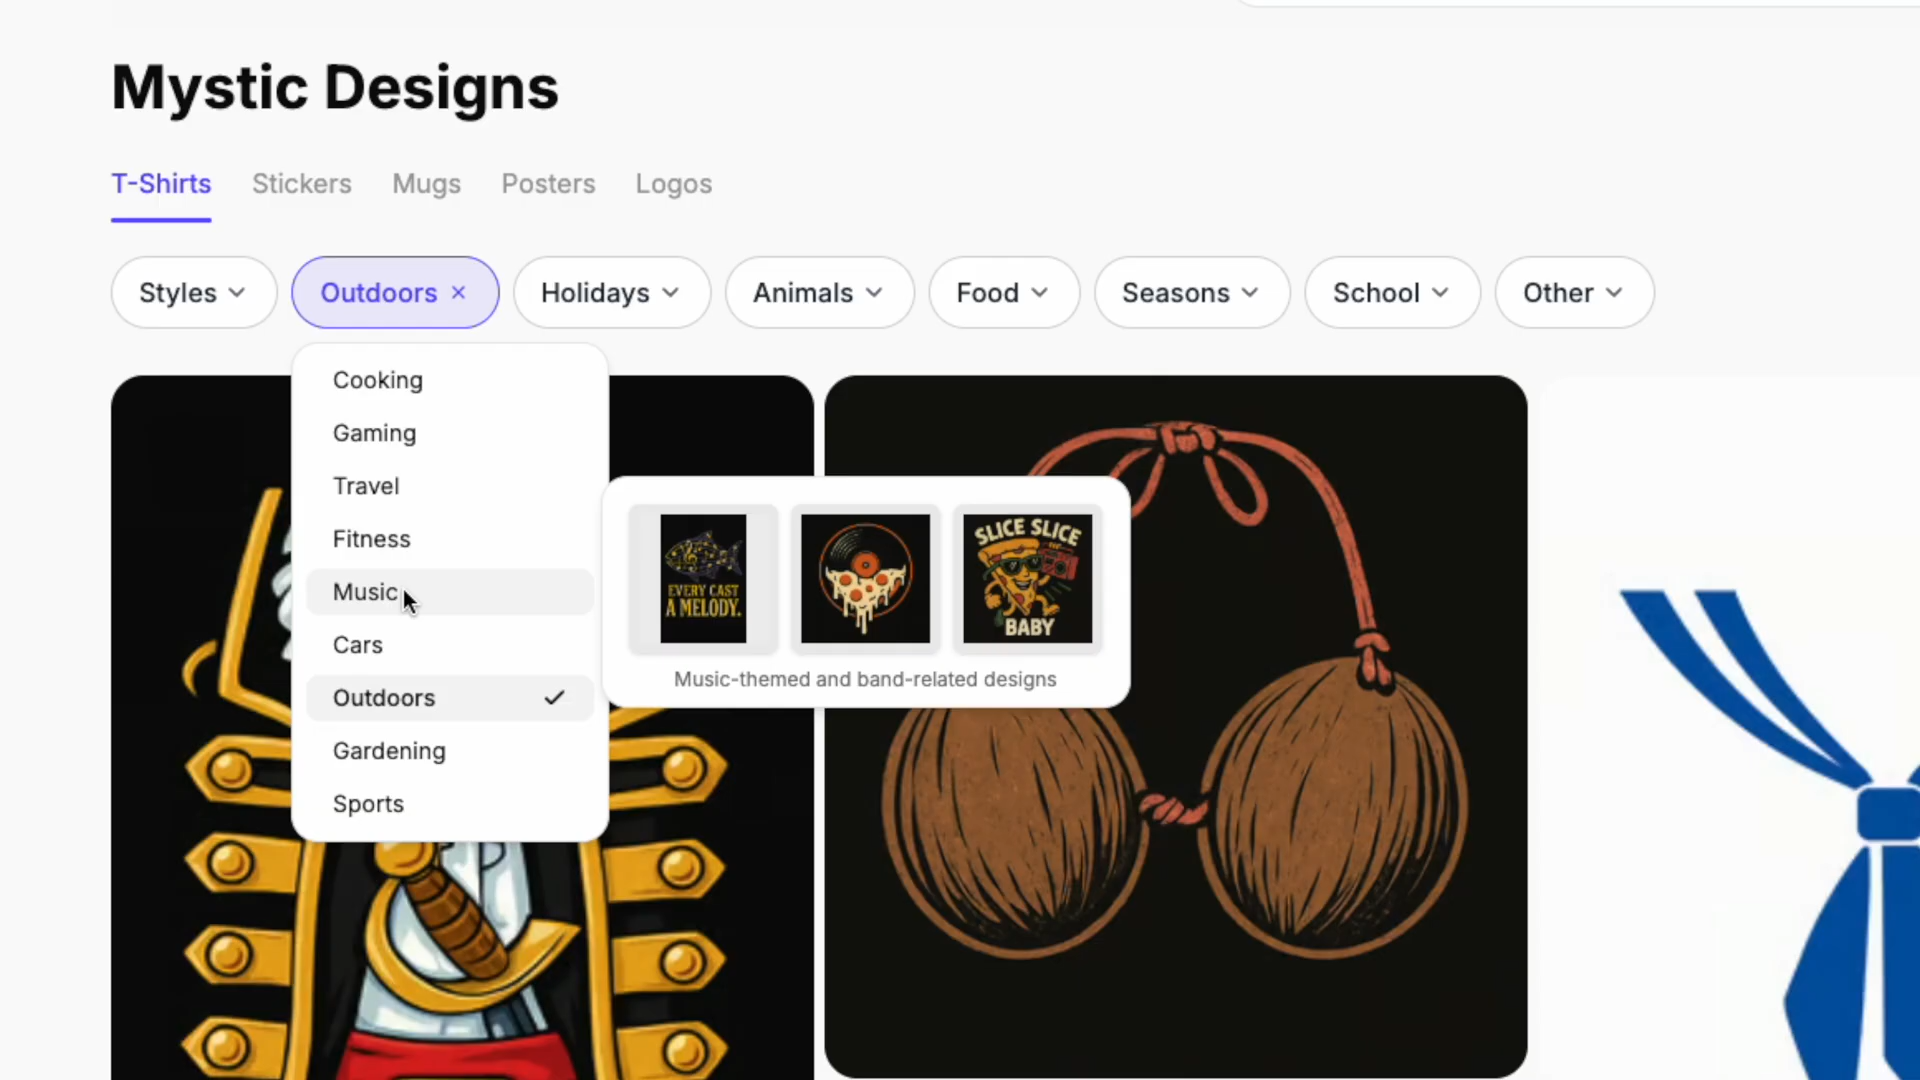 Mystic Designs
T-Shirts Stickers Mugs Posters Logos
Styles Outdoors × Holidays Animals Food Seasons School Other
Cooking
Gaming
Travel
Fitness
Music
Cars
Outdoors
Gardening
Sports
EVERY CAST
A MELODY.
SLICE SLICE
BABY
Music-themed and band-related designs